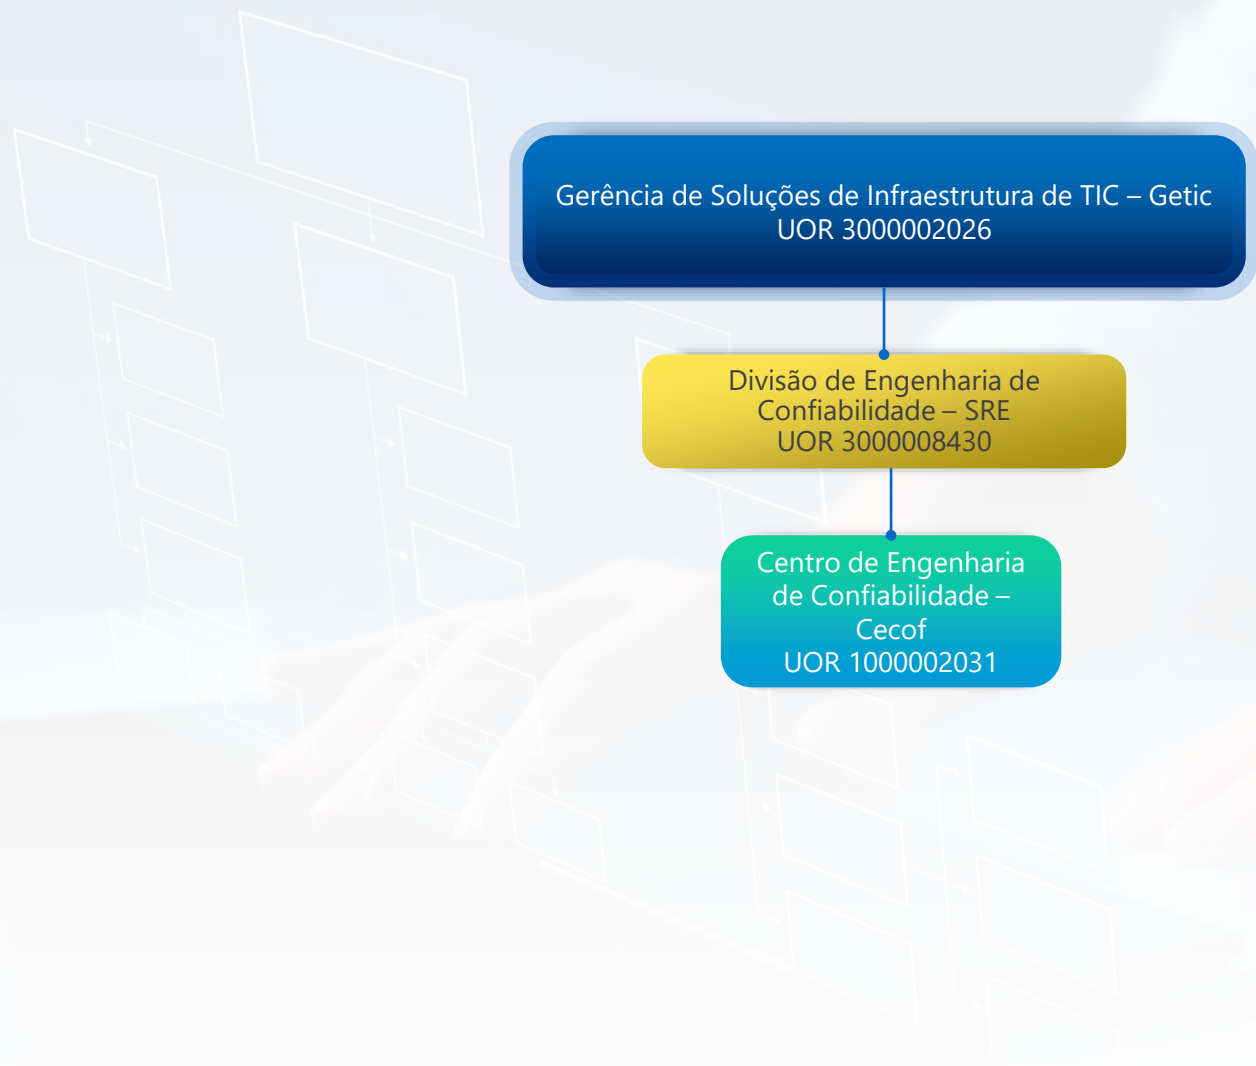 Gerência de Soluções de Infraestrutura de TIC – Getic
UOR 3000002026
Divisão de Engenharia de
Confiabilidade – SRE
UOR 3000008430
Centro de Engenharia
de Confiabilidade –
Cecof
UOR 1000002031